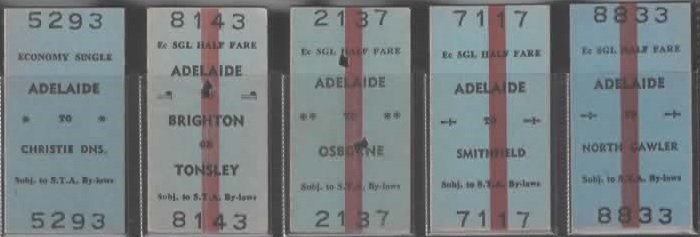 5293
ECONOMY SINGLE
ADELAIDE
* TO *
CHRISTIE DNS.
Subj. to S.T.A. By-laws
5293
8143
Ec SGL HALF FARE
ADELAIDE
BRIGHTON
OR
TONSLEY
Subj. to S.T.A. By-laws
8143
2137
Ec SGL HALF FARE
ADELAIDE
** TO **
OSBORNE
Subj. to S.T.A. By-laws
2137
7117
Ec SGL HALF FARE
ADELAIDE
TO
SMITHFIELD
Subj. to S.T.A. By-laws
7117
8833
Ec SGL HALF FARE
ADELAIDE
TO
NORTH GAWLER
Subj. to S.T.A. By-laws
8833